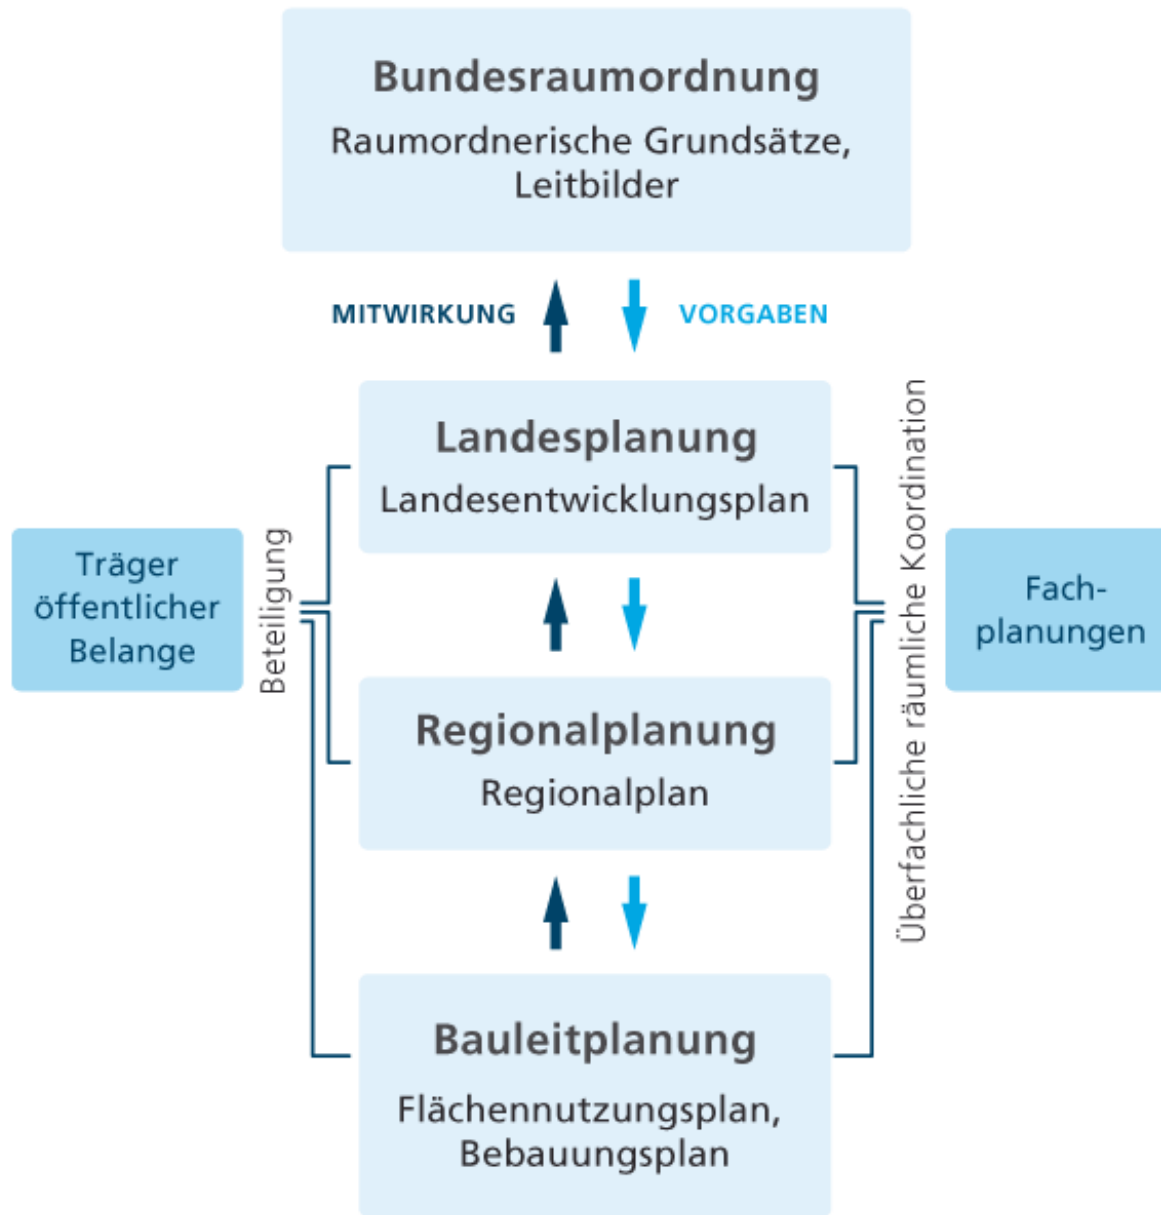 Bundesraumordnung
Raumordnerische Grundsätze,
Leitbilder
MITWIRKUNG
VORGABEN
Landesplanung
Landesentwicklungsplan
Träger
öffentlicher
Belange
Beteiligung
Überfachliche räumliche Koordination
Fach-
planungen
Regionalplanung
Regionalplan
Bauleitplanung
Flächennutzungsplan,
Bebauungsplan